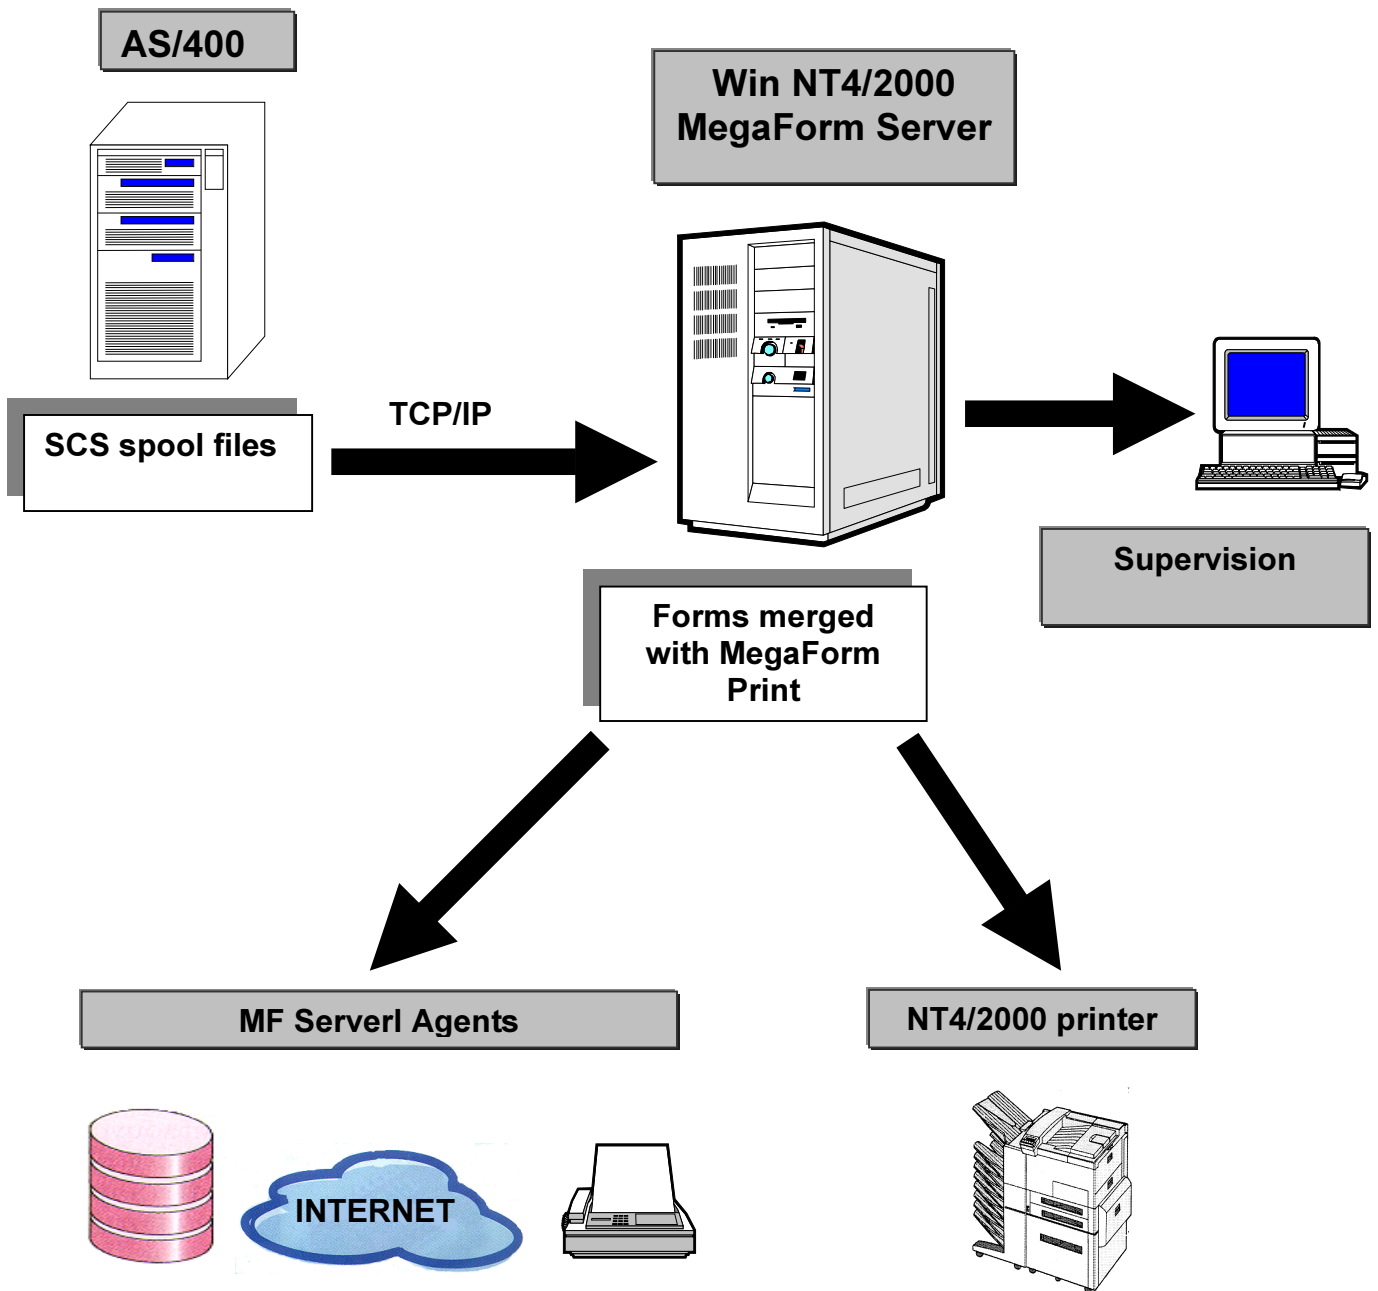 AS/400
Win NT4/2000
MegaForm Server
TCP/IP
SCS spool files
Supervision
Forms merged
with MegaForm
Print
MF Serverl Agents
NT4/2000 printer
INTERNET